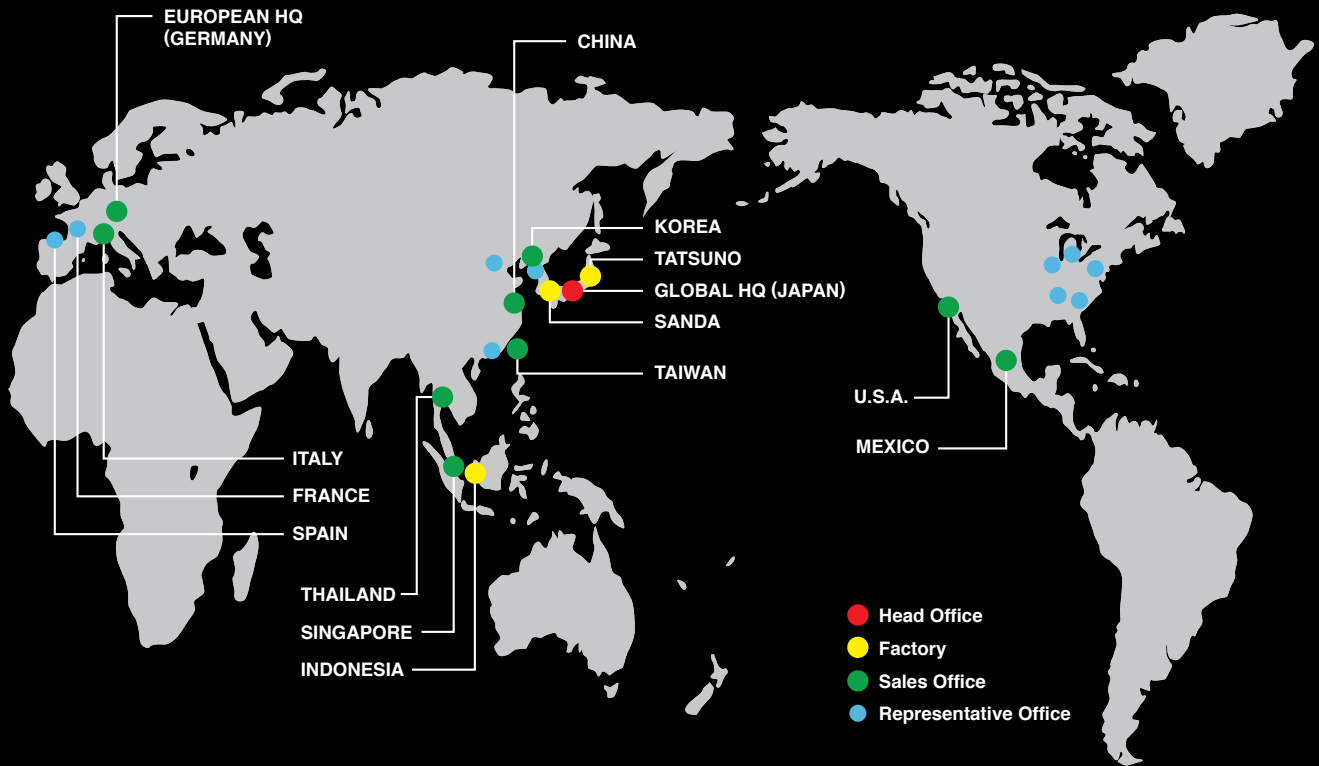 EUROPEAN HQ
(GERMANY)
CHINA
KOREA
TATSUNO
GLOBAL HQ (JAPAN)
SANDA
TAIWAN
U.S.A.
MEXICO
ITALY
FRANCE
SPAIN
THAILAND
SINGAPORE
INDONESIA
Head Office
Factory
Sales Office
Representative Office